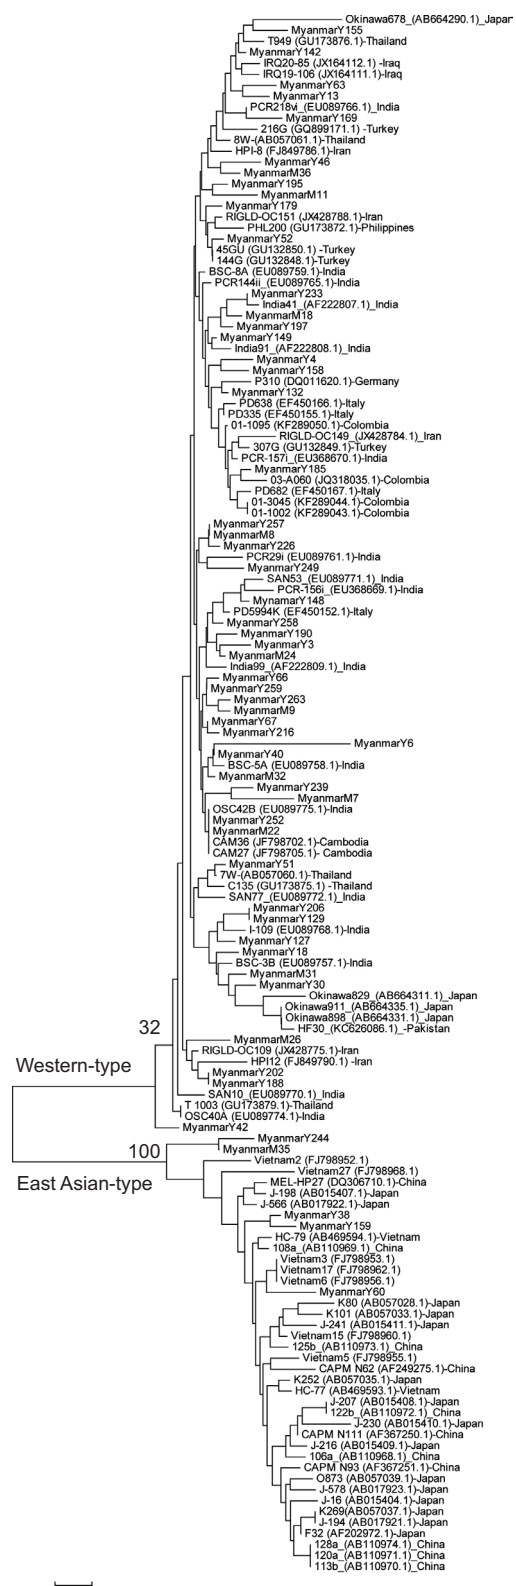 Okinawa678_(AB664290.1)_Japan
MyanmarY155
T949 (GU173876.1)-Thailand
MyanmarY142
IRQ20-85 (JX164112.1) -Iraq
IRQ19-106 (JX164111.1)-Iraq
MyanmarY63
MyanmarY13
PCR218vi_(EU089766.1)_India
MyanmarY169
216G (GQ899171.1) -Turkey
8W-(AB057061.1)-Thailand
HPI-8 (FJ849786.1)-Iran
MyanmarY46
MyanmarM36
MyanmarY195
MyanmarM11
MyanmarY179
RIGLD-OC151 (JX428788.1)-Iran
PHL200 (GU173872.1)-Philippines
MyanmarY52
45GU (GU132850.1) -Turkey
144G (GU132848.1)-Turkey
BSC-8A (EU089759.1)-India
PCR144ii_(EU089765.1)-India
MyanmarY233
India41_(AF222807.1)_India
MyanmarM18
MyanmarY197
MyanmarY149
India91_(AF222808.1)_India
MyanmarY4
MyanmarY158
P310 (DQ011620.1)-Germany
MyanmarY132
PD638 (EF450166.1)-Italy
PD335 (EF450155.1)-Italy
01-1095 (KF289050.1)-Colombia
RIGLD-OC149_(JX428784.1)_Iran
307G (GU132849.1)-Turkey
PCR-157i_(EU368670.1)-India
MyanmarY185
03-A060 (JQ318035.1)-Colombia
PD682 (EF450167.1)-Italy
01-3045 (KF289044.1)-Colombia
01-1002 (KF289043.1)-Colombia
MyanmarY257
MyanmarM8
MyanmarY226
PCR29i (EU089761.1)-India
MyanmarY249
SAN53_(EU089771.1)_India
PCR-156i_(EU368669.1)-India
MynamarY148
PD5994K (EF450152.1)-Italy
MyanmarY258
MyanmarY190
MyanmarY3
MyanmarM24
India99_(AF222809.1)_India
MyanmarY66
MyanmarY259
MyanmarY263
MyanmarM9
MyanmarY67
MyanmarY216
MyanmarY6
MyanmarY40
BSC-5A (EU089758.1)-India
MyanmarM32
MyanmarY239
MyanmarM7
OSC42B (EU089775.1)-India
MyanmarY252
MyanmarM22
CAM36 (JF798702.1)-Cambodia
CAM27 (JF798705.1)- Cambodia
MyanmarY51
7W-(AB057060.1)-Thailand
C135 (GU173875.1) -Thailand
SAN77_(EU089772.1)_India
MyanmarY206
MyanmarY129
I-109 (EU089768.1)-India
MyanmarY127
MyanmarY18
BSC-3B (EU089757.1)-India
MyanmarM31
MyanmarY30
Okinawa829_(AB664311.1)_Japan
Okinawa911_(AB664335.1)_Japan
Okinawa898_(AB664331.1)_Japan
HF30_(KC626086.1)_-Pakistan
32
MyanmarM26
RIGLD-OC109 (JX428775.1)-Iran
HPI12 (FJ849790.1) -Iran
Western-type
MyanmarY202
MyanmarY188
SAN10_(EU089770.1)_India
T 1003 (GU173879.1)-Thailand
OSC40A (EU089774.1)-India
MyanmarY42
MyanmarY244
100
MyanmarM35
Vietnam2 (FJ798952.1)
Vietnam27 (FJ798968.1)
East Asian-type
MEL-HP27 (DQ306710.1)-China
J-198 (AB015407.1)-Japan
J-566 (AB017922.1)-Japan
MyanmarY38
MyanmarY159
HC-79 (AB469594.1)-Vietnam
108a_(AB110969.1)_China
Vietnam3 (FJ798953.1)
Vietnam17 (FJ798962.1)
Vietnam6 (FJ798956.1)
MyanmarY60
K80 (AB057028.1)-Japan
K101 (AB057033.1)-Japan
J-241 (AB015411.1)-Japan
Vietnam15 (FJ798960.1)
125b_(AB110973.1)_China
Vietnam5 (FJ798955.1)
CAPM N62 (AF249275.1)-China
K252 (AB057035.1)-Japan
HC-77 (AB469593.1)-Vietnam
J-207 (AB015408.1)-Japan
122b_(AB110972.1)_China
J-230 (AB015410.1)-Japan
CAPM N111 (AF367250.1)-China
J-216 (AB015409.1)-Japan
106a_(AB110968.1)_China
CAPM N93 (AF367251.1)-China
O873 (AB057039.1)-Japan
J-578 (AB017923.1)-Japan
J-16 (AB015404.1)-Japan
K269(AB057037.1)-Japan
J-194 (AB017921.1)-Japan
F32 (AF202972.1)-Japan
128a_(AB110974.1)_China
120a_(AB110971.1)_China
113b_(AB110970.1)_China